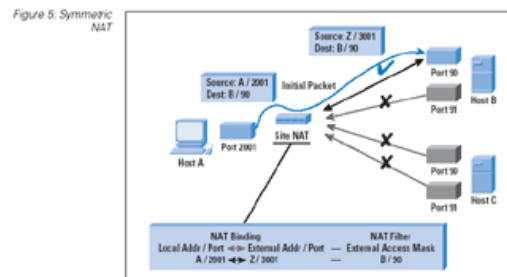 Figure 5: Symmetric
NAT
Source: Z / 3001
Dest: B / 90
Source: A / 2001
Dest: B / 90
Initial Packet
Port 90
Port 91
Host B
Host A
Port 2001
Site NAT
Port 90
Port 91
Host C
NAT Binding
NAT Filter
Local Addr / Port ◄═► External Addr / Port — External Access Mask
A / 2001 ◄─► Z / 3001 — B / 90